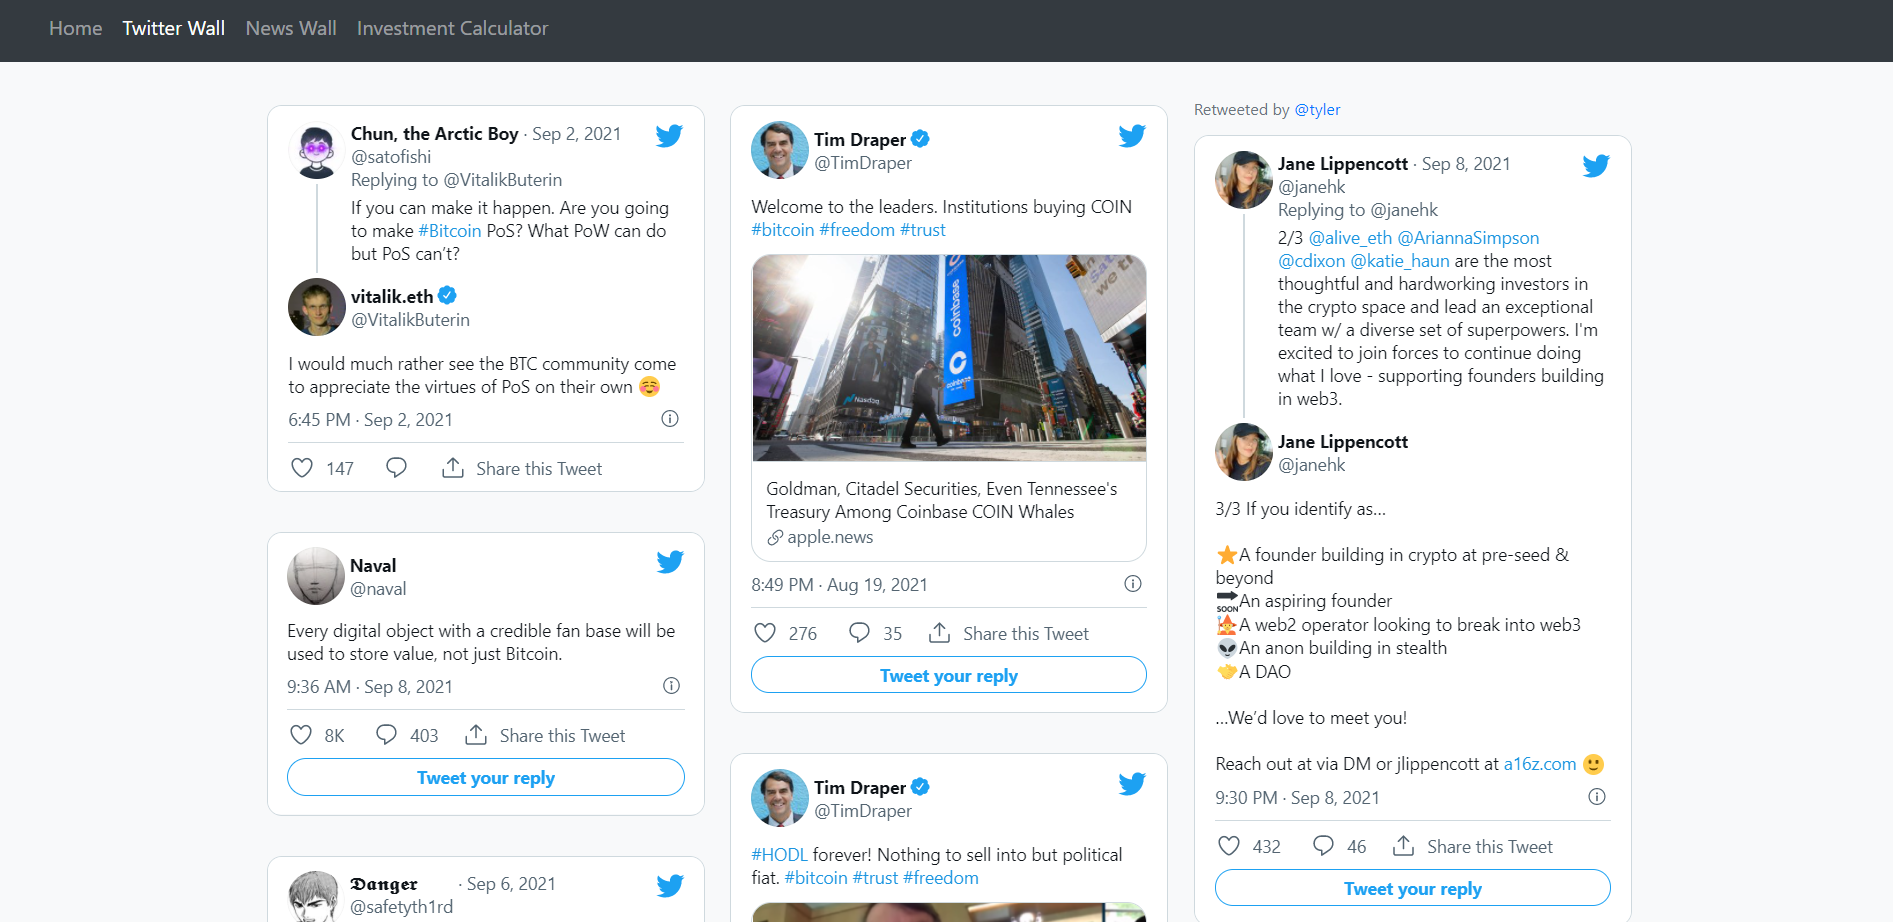 Home Twitter Wall News Wall Investment Calculator
Chun, the Arctic Boy · Sep 2, 2021
@satofishi
Replying to @VitalikButerin
If you can make it happen. Are you going
to make #Bitcoin PoS? What PoW can do
but PoS can’t?
vitalik.eth
@VitalikButerin
I would much rather see the BTC community come
to appreciate the virtues of PoS on their own ☺️
6:45 PM · Sep 2, 2021
147 Share this Tweet
Naval
@naval
Every digital object with a credible fan base will be
used to store value, not just Bitcoin.
9:36 AM · Sep 8, 2021
8K 403 Share this Tweet
Tweet your reply
𝕯𝖆𝖓𝖌𝖊𝖗 · Sep 6, 2021
@safetyth1rd
Tim Draper
@TimDraper
Welcome to the leaders. Institutions buying COIN
#bitcoin #freedom #trust
coinbase
coinbase
Nasdaq
we tr
Goldman, Citadel Securities, Even Tennessee's
Treasury Among Coinbase COIN Whales
apple.news
8:49 PM · Aug 19, 2021
276 35 Share this Tweet
Tweet your reply
Tim Draper
@TimDraper
#HODL forever! Nothing to sell into but political
fiat. #bitcoin #trust #freedom
Retweeted by @tyler
Jane Lippencott · Sep 8, 2021
@janehk
Replying to @janehk
2/3 @alive_eth @AriannaSimpson
@cdixon @katie_haun are the most
thoughtful and hardworking investors in
the crypto space and lead an exceptional
team w/ a diverse set of superpowers. I'm
excited to join forces to continue doing
what I love - supporting founders building
in web3.
Jane Lippencott
@janehk
3/3 If you identify as...
⭐A founder building in crypto at pre-seed &
beyond
🔜An aspiring founder
🧙A web2 operator looking to break into web3
👽An anon building in stealth
🤝A DAO
...We’d love to meet you!
Reach out at via DM or jlippencott at a16z.com 🙂
9:30 PM · Sep 8, 2021
432 46 Share this Tweet
Tweet your reply